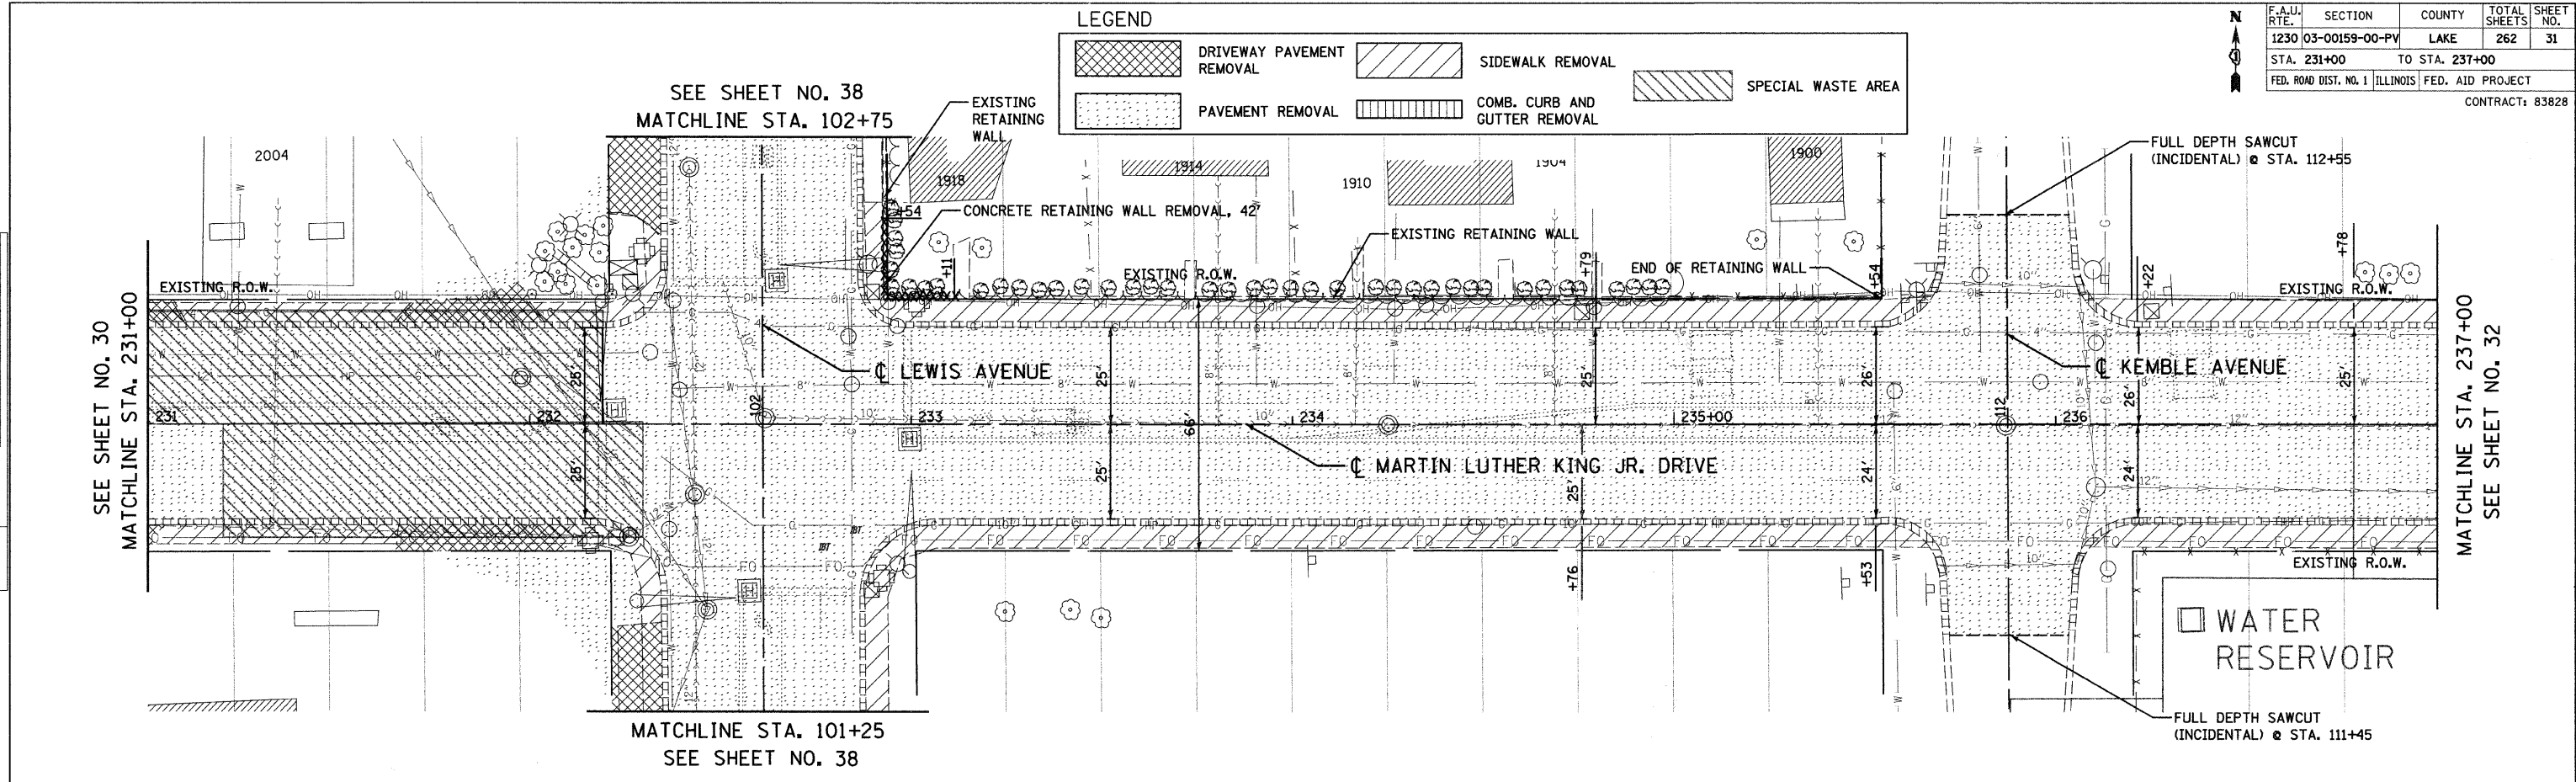 LEGEND
DRIVEWAY PAVEMENT
REMOVAL
SIDEWALK REMOVAL
SPECIAL WASTE AREA
PAVEMENT REMOVAL
COMB. CURB AND
GUTTER REMOVAL
N
F.A.U. RTE. SECTION COUNTY TOTAL SHEETS SHEET NO.
1230 03-00159-00-PV LAKE 262 31
STA. 231+00 TO STA. 237+00
FED. ROAD DIST. NO. 1 ILLINOIS FED. AID PROJECT
CONTRACT: 83828
SEE SHEET NO. 38
MATCHLINE STA. 102+75
EXISTING
RETAINING
WALL
2004
1918
1914
1910
1904
1900
FULL DEPTH SAWCUT
(INCIDENTAL) @ STA. 112+55
+54
CONCRETE RETAINING WALL REMOVAL, 42'
EXISTING RETAINING WALL
+11
+79
END OF RETAINING WALL
+54
+22
+78
EXISTING R.O.W.
EXISTING R.O.W.
EXISTING R.O.W.
SEE SHEET NO. 30
MATCHLINE STA. 231+00
℄ LEWIS AVENUE
℄ KEMBLE AVENUE
MATCHLINE STA. 237+00
SEE SHEET NO. 32
25'
25'
25'
26'
26'
25'
231
232
102
233
234
235+00
112
236
66'
℄ MARTIN LUTHER KING JR. DRIVE
25'
25'
25'
24'
24'
+76
+53
EXISTING R.O.W.
WATER
RESERVOIR
FULL DEPTH SAWCUT
(INCIDENTAL) @ STA. 111+45
MATCHLINE STA. 101+25
SEE SHEET NO. 38